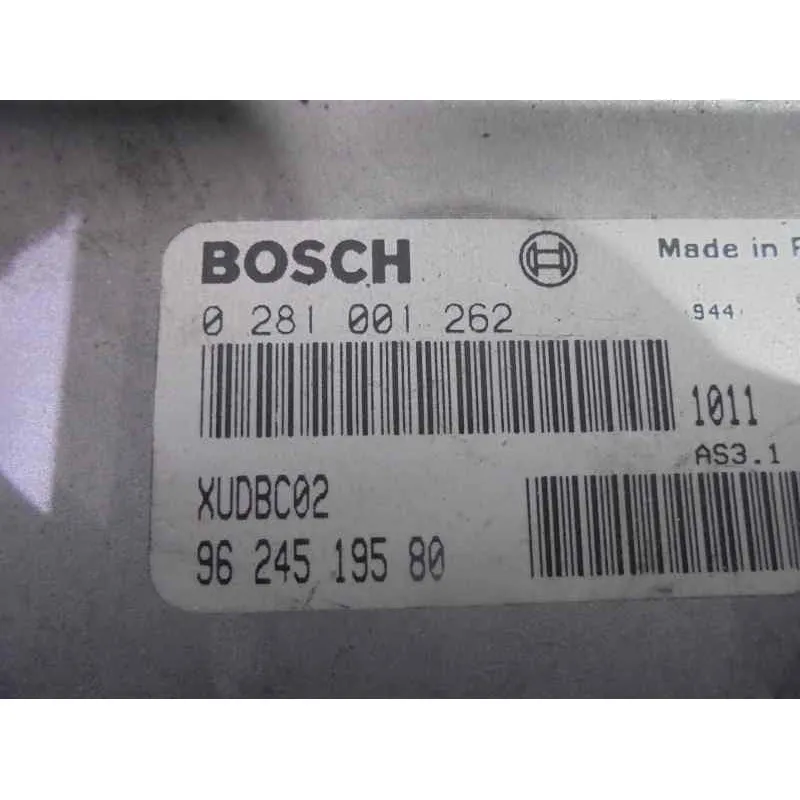 BOSCH
Made in
0 281 001 262
944
1011
AS3.1
XUDBC02
96 245 195 80